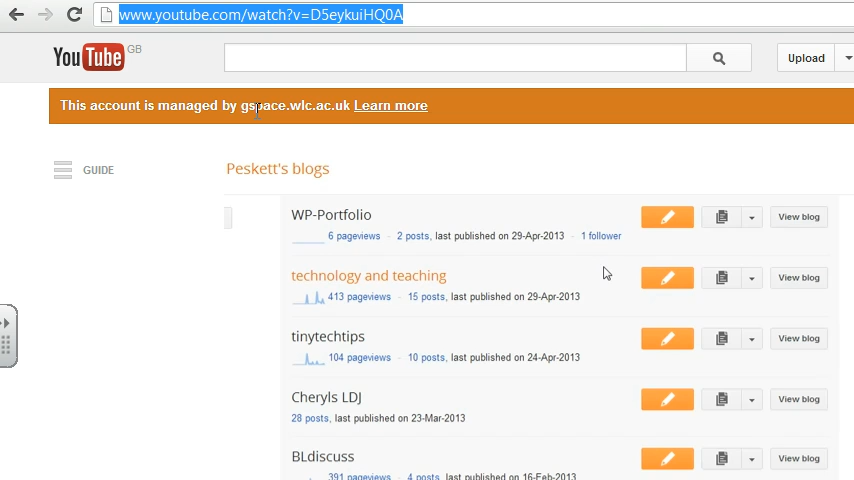 www.youtube.com/watch?v=D5eykuiHQ0A
YouTube GB
Upload
This account is managed by gspace.wlc.ac.uk Learn more
GUIDE
Peskett's blogs
WP-Portfolio
View blog
6 pageviews - 2 posts, last published on 29-Apr-2013 - 1 follower
technology and teaching
View blog
413 pageviews - 15 posts, last published on 29-Apr-2013
tinytechtips
View blog
104 pageviews - 10 posts, last published on 24-Apr-2013
Cheryls LDJ
View blog
28 posts, last published on 23-Mar-2013
BLdiscuss
View blog
391 pageviews - 4 posts, last published on 16-Feb-2013